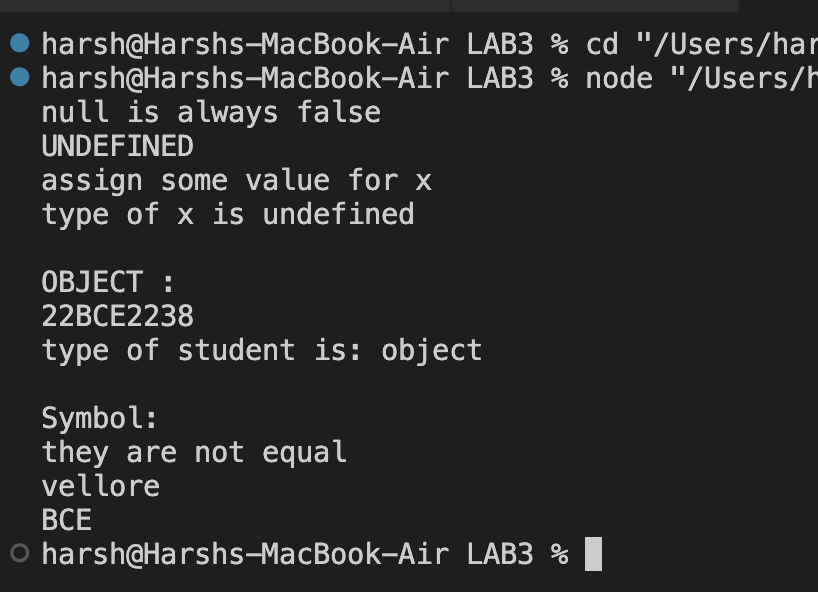 harsh@Harshs-MacBook-Air LAB3 % cd "/Users/har
harsh@Harshs-MacBook-Air LAB3 % node "/Users/h
null is always false
UNDEFINED
assign some value for x
type of x is undefined
OBJECT :
22BCE2238
type of student is: object
Symbol:
they are not equal
vellore
BCE
harsh@Harshs-MacBook-Air LAB3 %